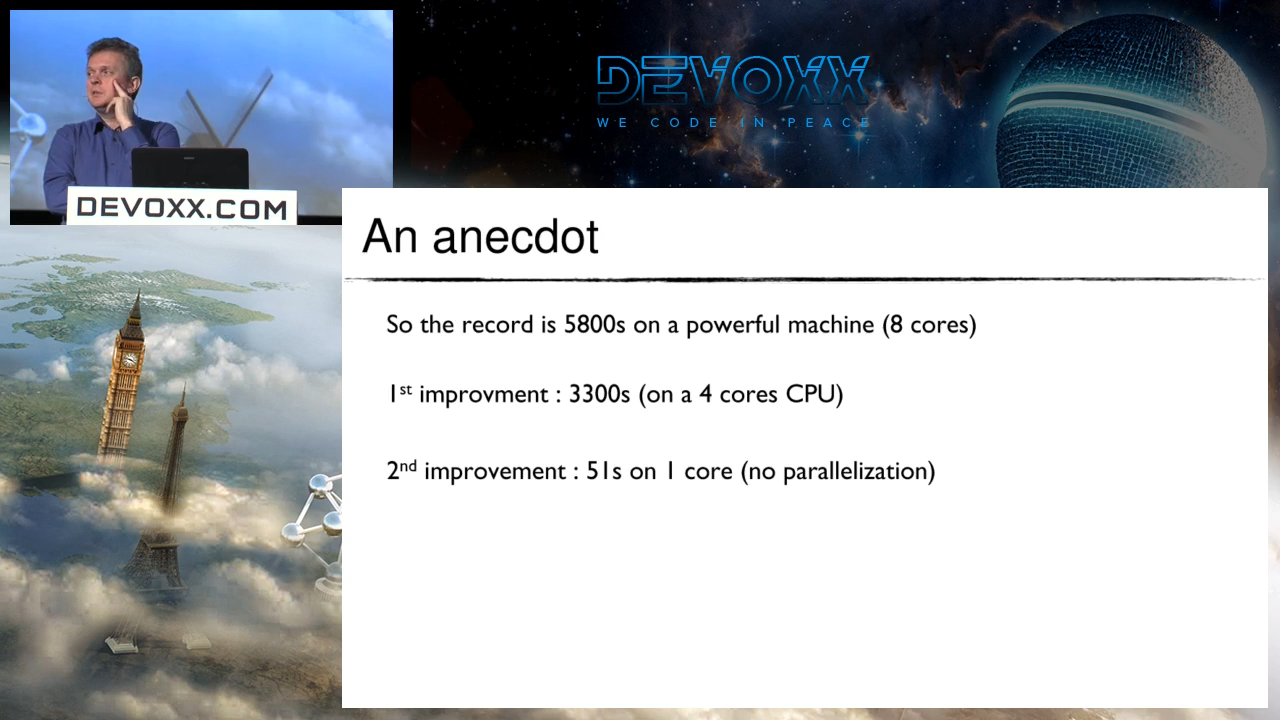 DEVOXX
WE CODE IN PEACE
DEVOXX.COM
An anecdot
So the record is 5800s on a powerful machine (8 cores)
1st improvment : 3300s (on a 4 cores CPU)
2nd improvement : 51s on 1 core (no parallelization)